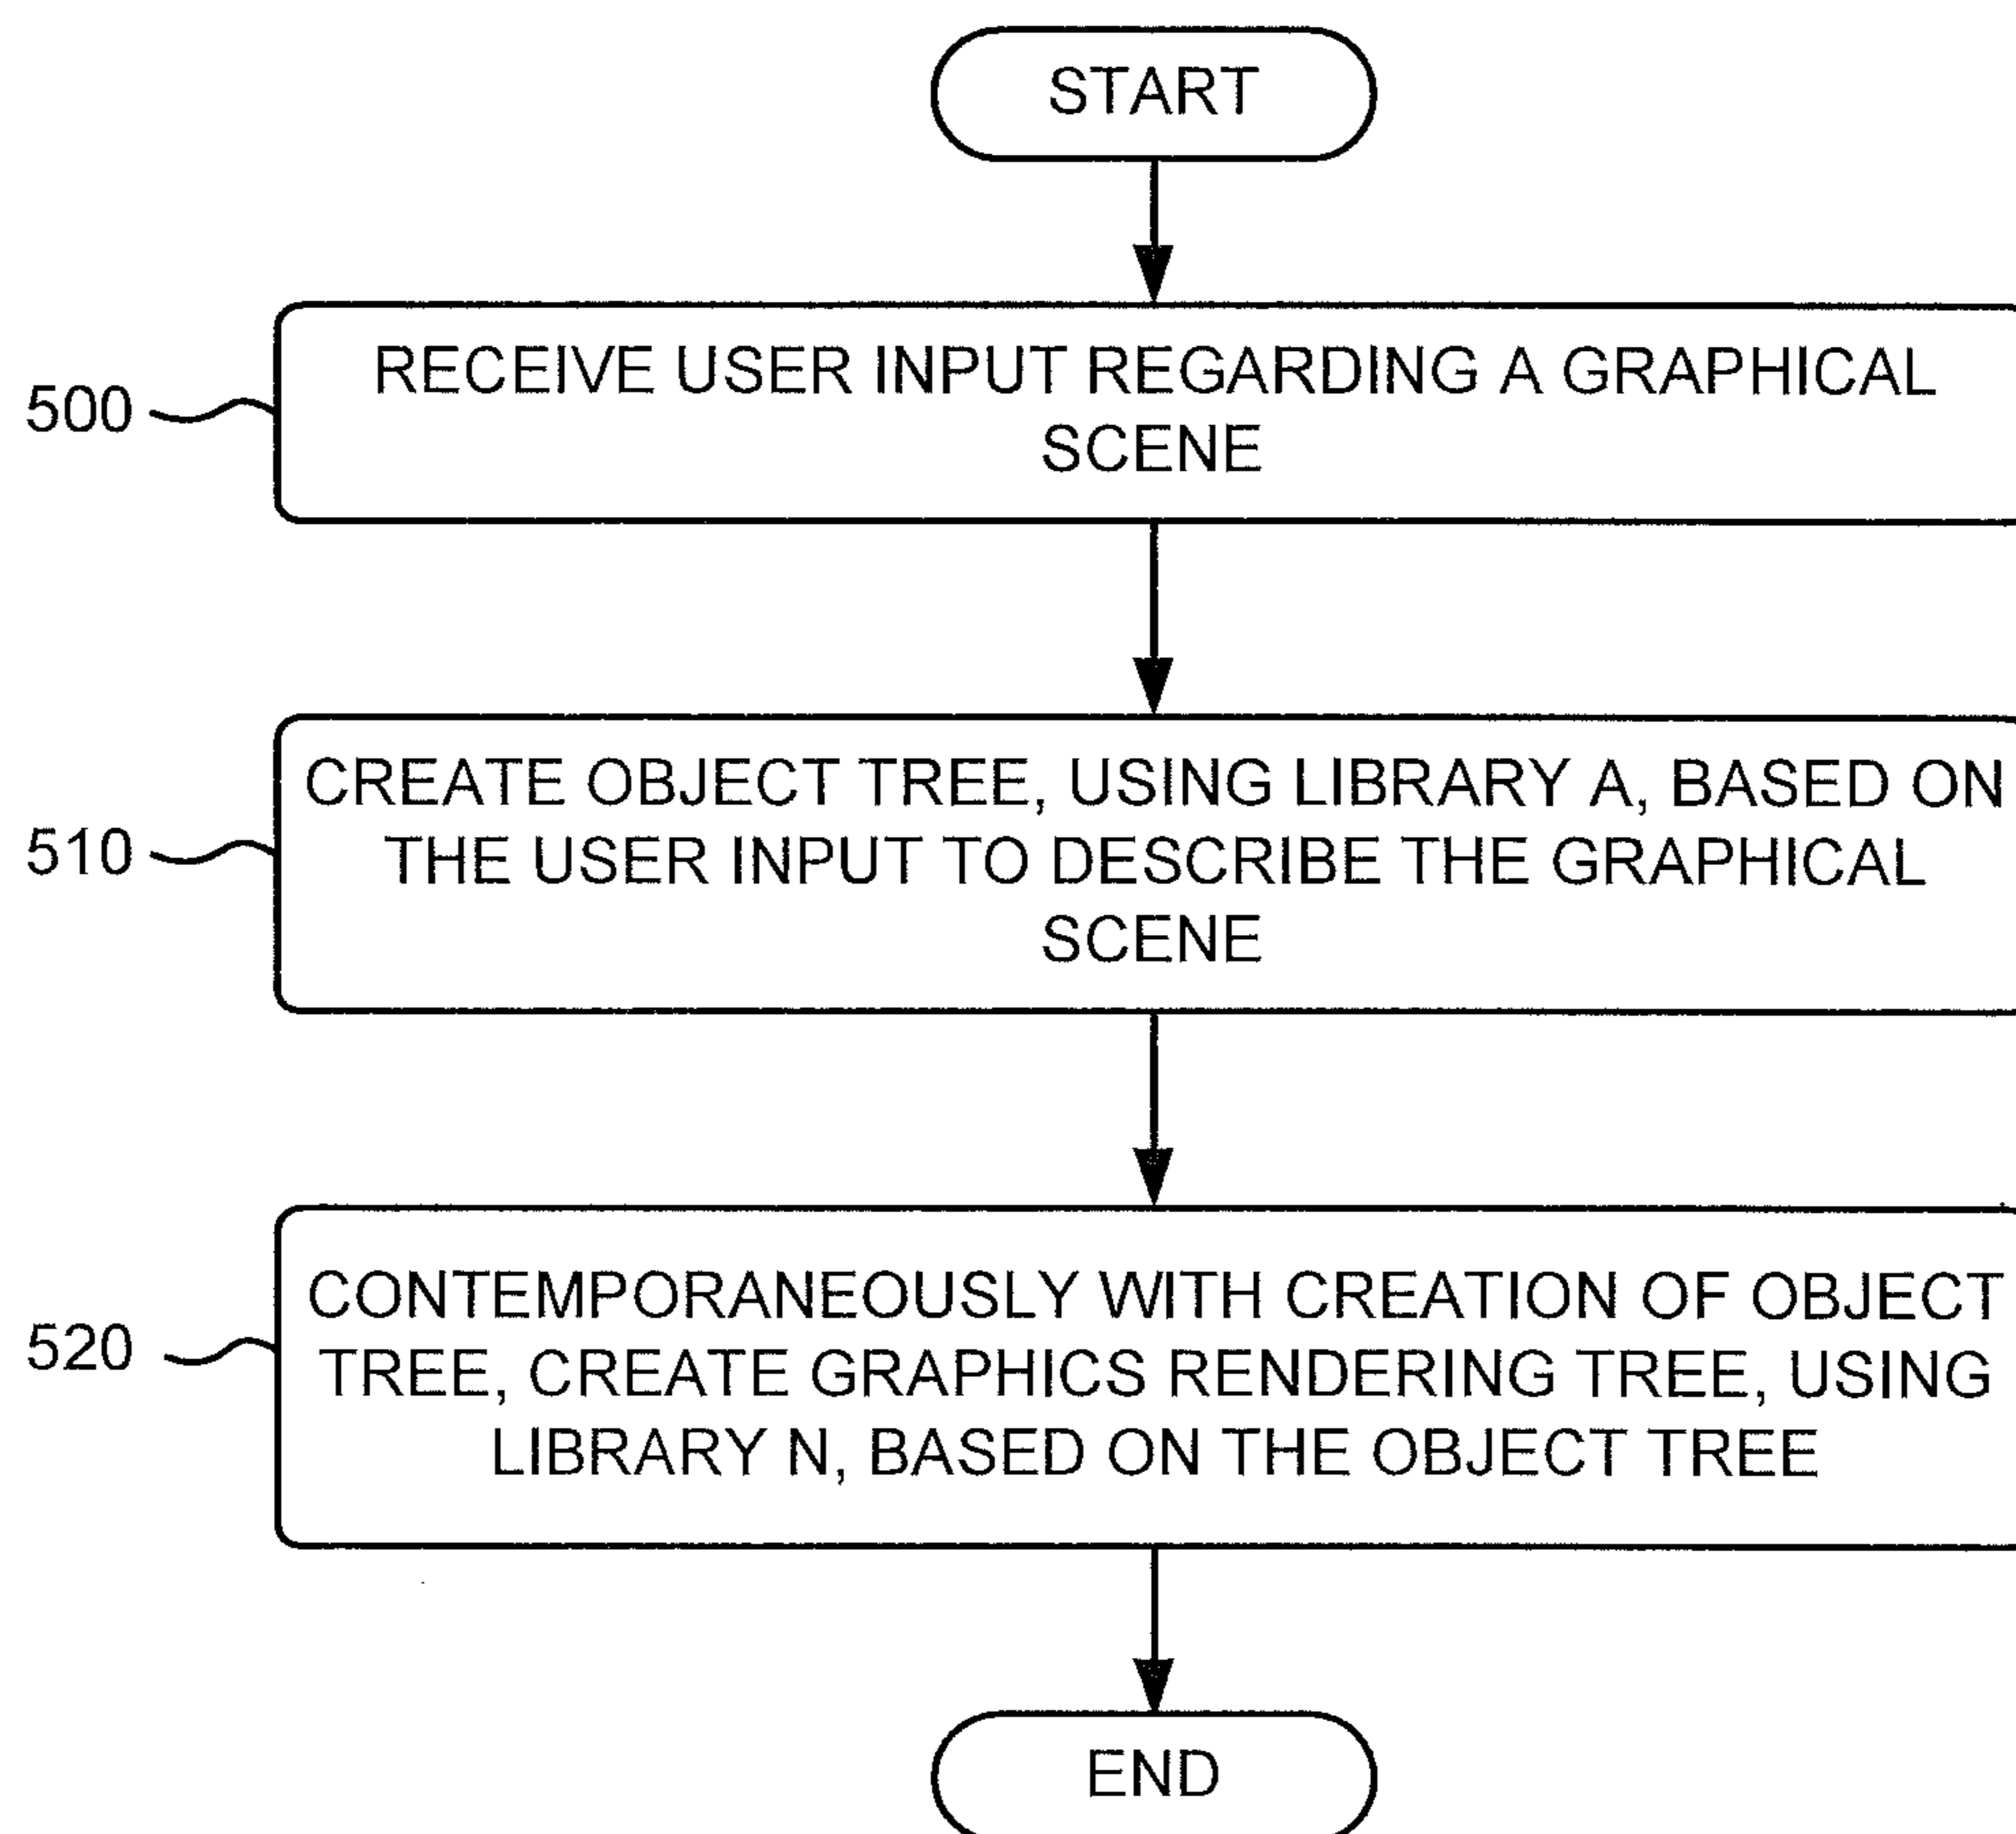 START
500
RECEIVE USER INPUT REGARDING A GRAPHICAL
SCENE
510
CREATE OBJECT TREE, USING LIBRARY A, BASED ON
THE USER INPUT TO DESCRIBE THE GRAPHICAL
SCENE
520
CONTEMPORANEOUSLY WITH CREATION OF OBJECT
TREE, CREATE GRAPHICS RENDERING TREE, USING
LIBRARY N, BASED ON THE OBJECT TREE
END